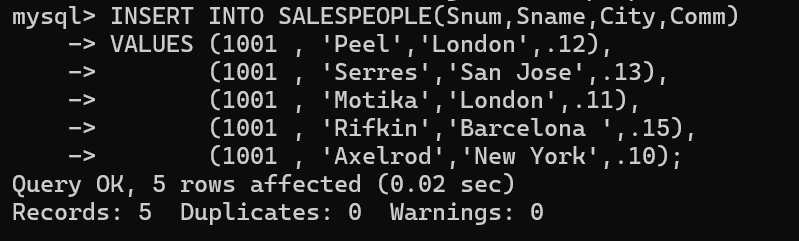 mysql> INSERT INTO SALESPEOPLE(Snum,Sname,City,Comm)
    -> VALUES (1001 , 'Peel','London',.12),
    ->        (1001 , 'Serres','San Jose',.13),
    ->        (1001 , 'Motika','London',.11),
    ->        (1001 , 'Rifkin','Barcelona ',.15),
    ->        (1001 , 'Axelrod','New York',.10);
Query OK, 5 rows affected (0.02 sec)
Records: 5  Duplicates: 0  Warnings: 0